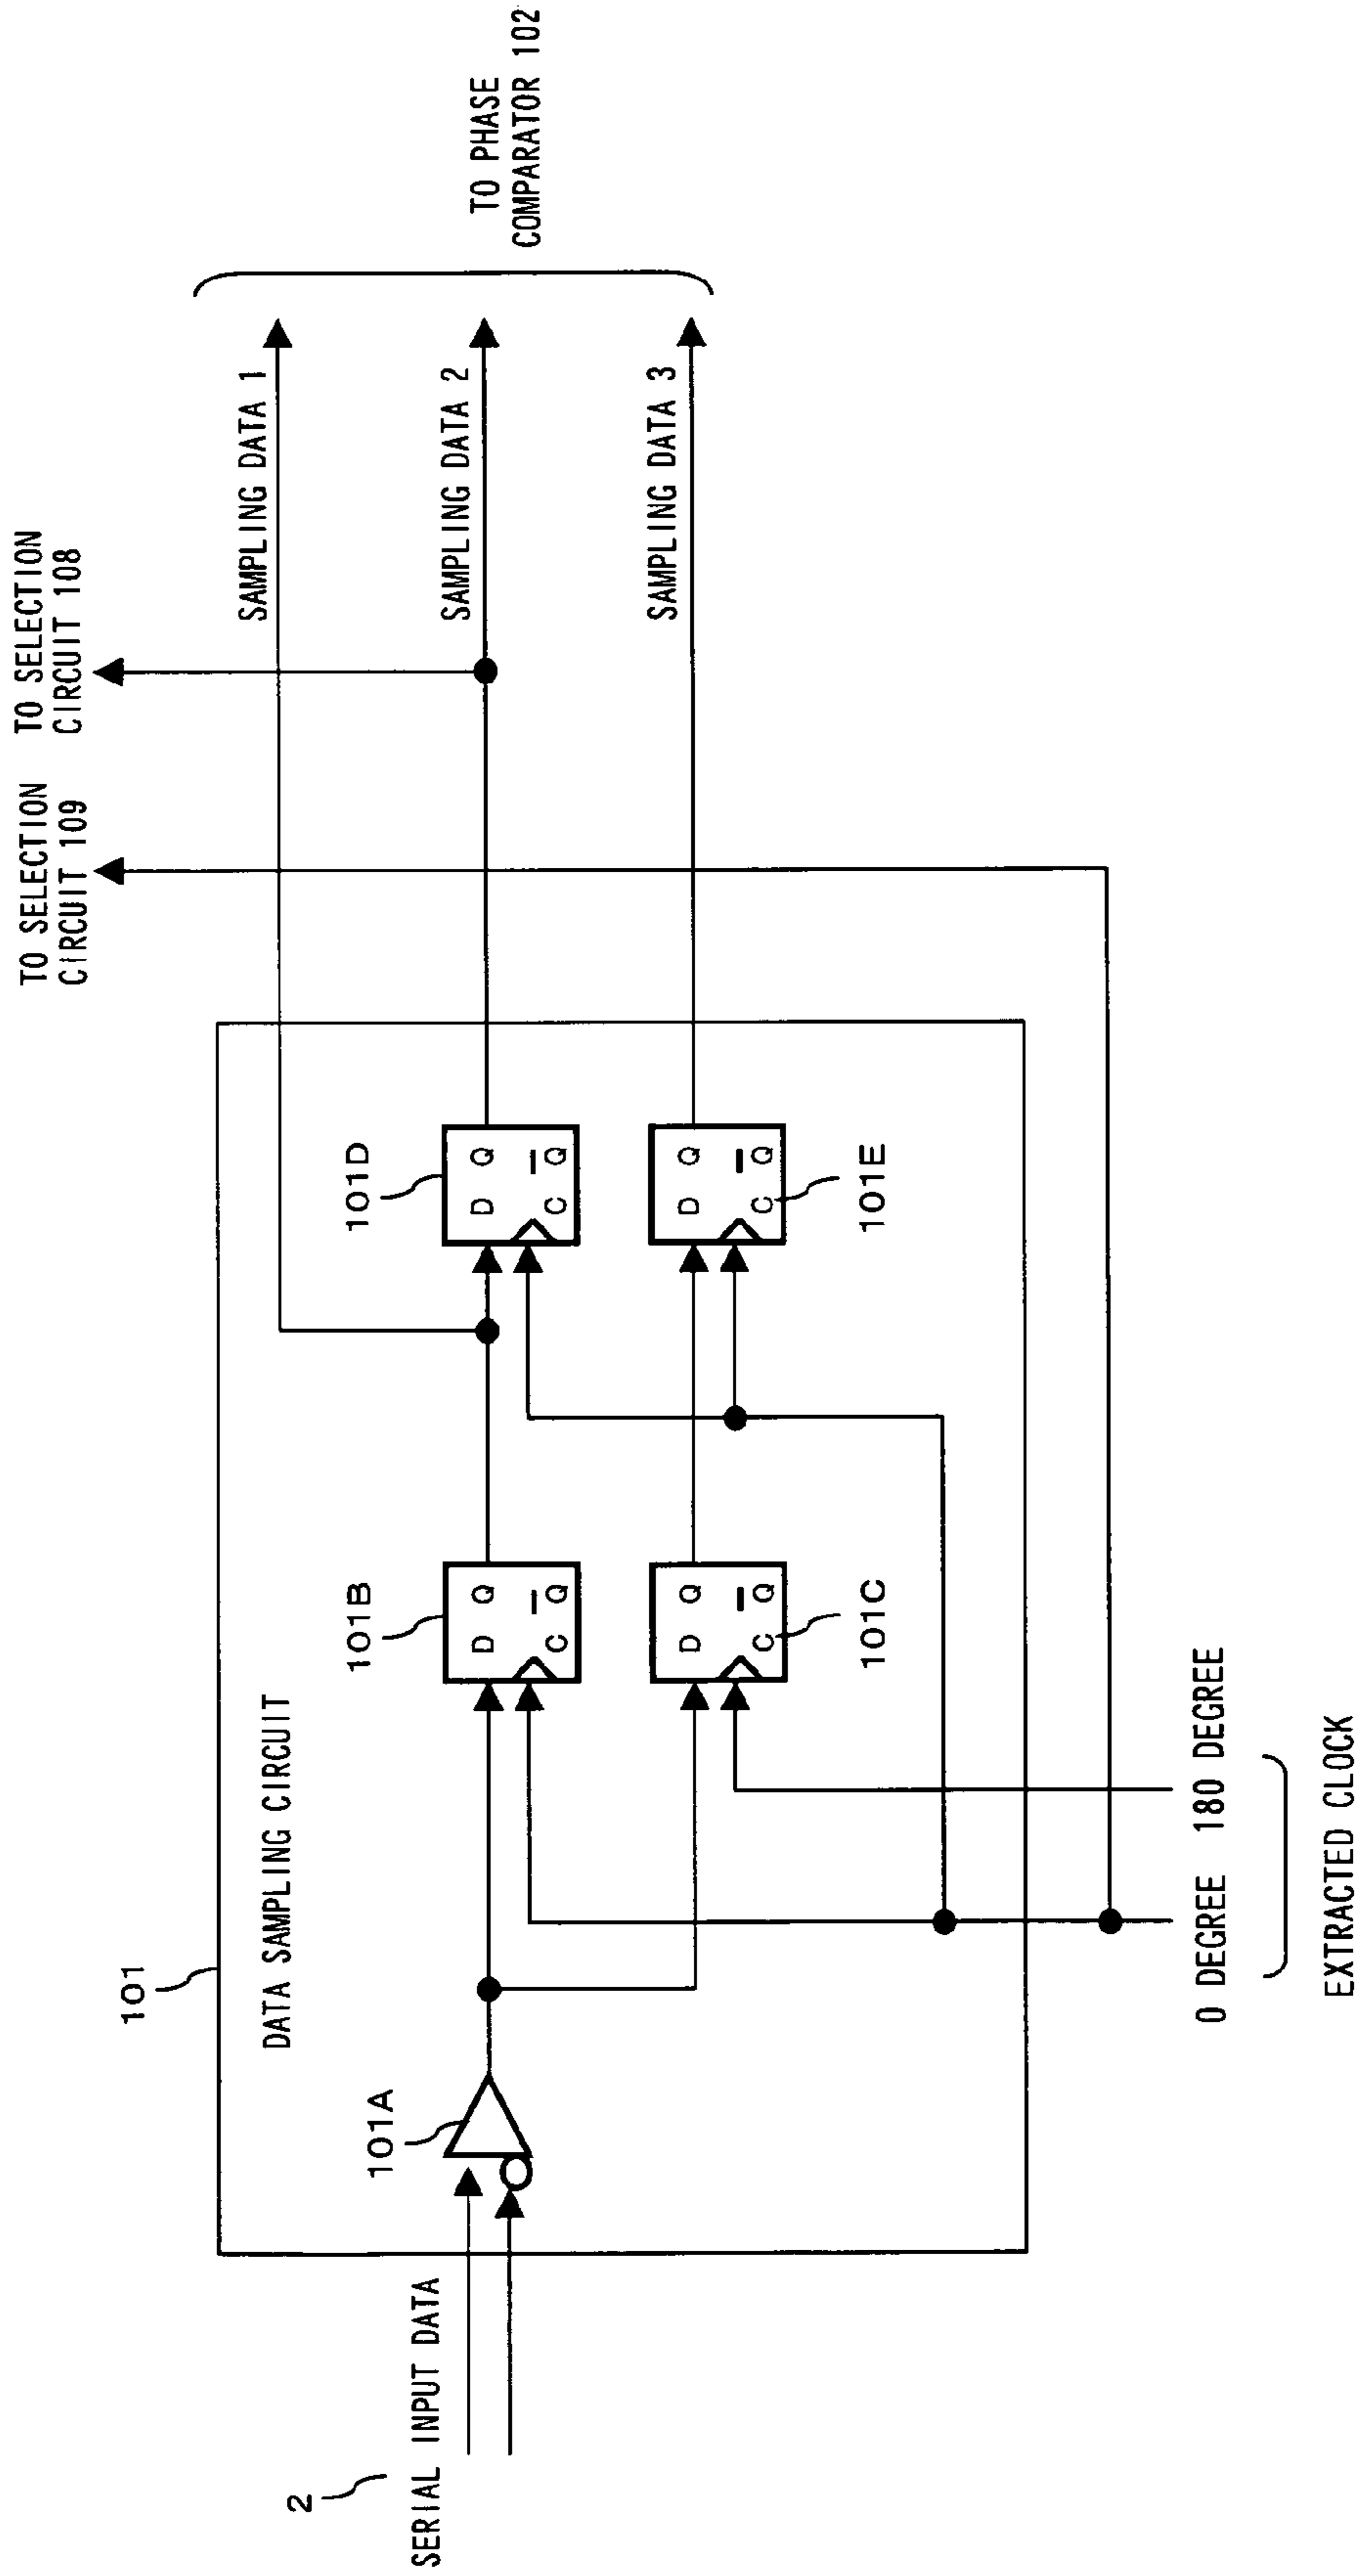 TO SELECTION
CIRCUIT 109
TO SELECTION
CIRCUIT 108
101
DATA SAMPLING CIRCUIT
SAMPLING DATA 1
2
SERIAL INPUT DATA
101A
101B
D Q
C Q
101D
D Q
C Q
SAMPLING DATA 2
TO PHASE
COMPARATOR 102
D Q
C Q
101C
D Q
C Q
101E
SAMPLING DATA 3
0 DEGREE 180 DEGREE
EXTRACTED CLOCK